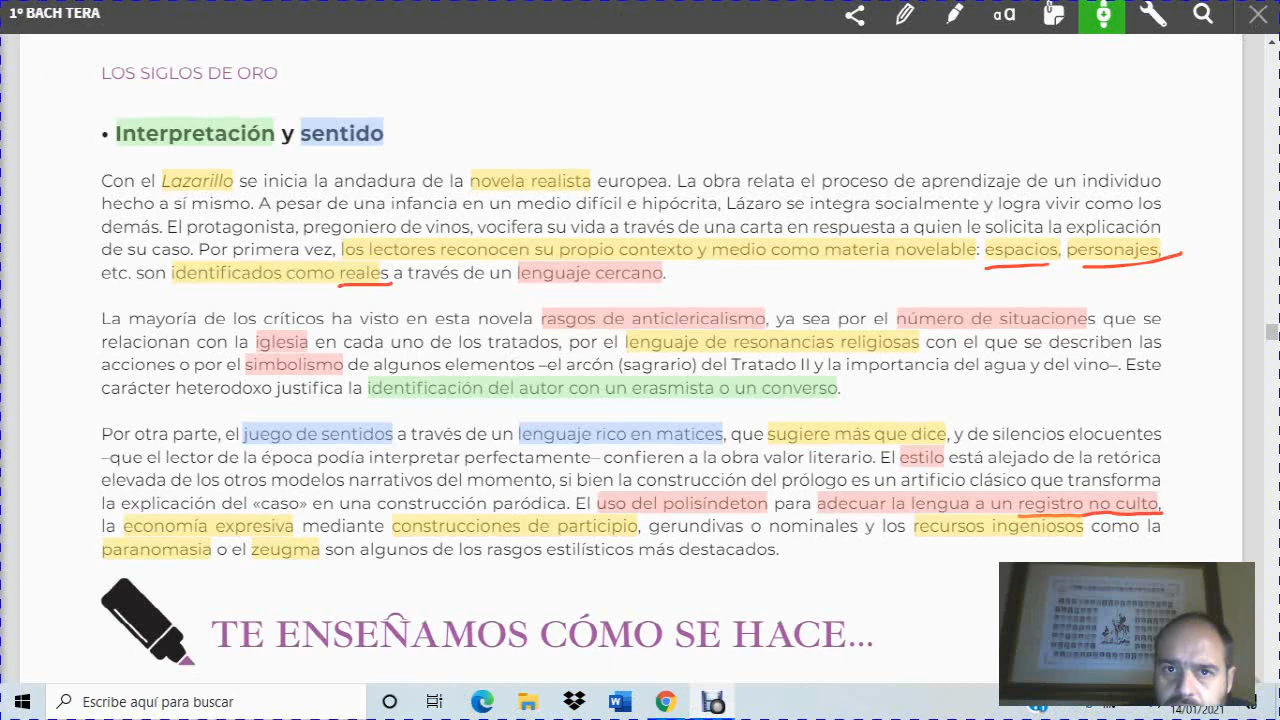 1º BACH TERA
LOS SIGLOS DE ORO
• Interpretación y sentido
Con el Lazarillo se inicia la andadura de la novela realista europea. La obra relata el proceso de aprendizaje de un individuo
hecho a sí mismo. A pesar de una infancia en un medio difícil e hipócrita, Lázaro se integra socialmente y logra vivir como los
demás. El protagonista, pregoniero de vinos, vocifera su vida a través de una carta en respuesta a quien le solicita la explicación
de su caso. Por primera vez, los lectores reconocen su propio contexto y medio como materia novelable: espacios, personajes,
etc. son identificados como reales a través de un lenguaje cercano.
La mayoría de los críticos ha visto en esta novela rasgos de anticlericalismo, ya sea por el número de situaciones que se
relacionan con la iglesia en cada uno de los tratados, por el lenguaje de resonancias religiosas con el que se describen las
acciones o por el simbolismo de algunos elementos –el arcón (sagrario) del Tratado II y la importancia del agua y del vino–. Este
carácter heterodoxo justifica la identificación del autor con un erasmista o un converso.
Por otra parte, el juego de sentidos a través de un lenguaje rico en matices, que sugiere más que dice, y de silencios elocuentes
–que el lector de la época podía interpretar perfectamente– confieren a la obra valor literario. El estilo está alejado de la retórica
elevada de los otros modelos narrativos del momento, si bien la construcción del prólogo es un artificio clásico que transforma
la explicación del «caso» en una construcción paródica. El uso del polisíndeton para adecuar la lengua a un registro no culto,
la economía expresiva mediante construcciones de participio, gerundivas o nominales y los recursos ingeniosos como la
paranomasia o el zeugma son algunos de los rasgos estilísticos más destacados.
TE ENSEÑAMOS CÓMO SE HACE...
Escribe aquí para buscar
14/01/2021